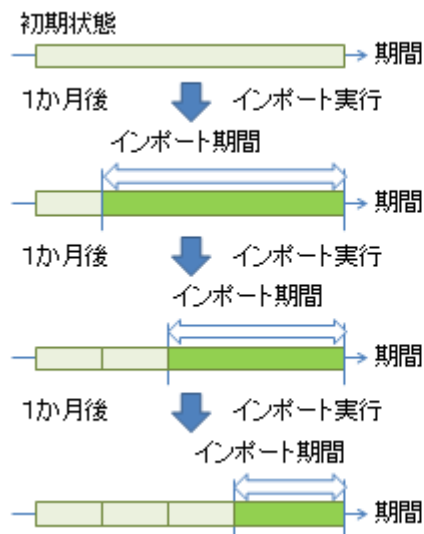 初期状態
期間
1か月後 インポート実行
インポート期間
期間
1か月後 インポート実行
インポート期間
期間
1か月後 インポート実行
インポート期間
期間